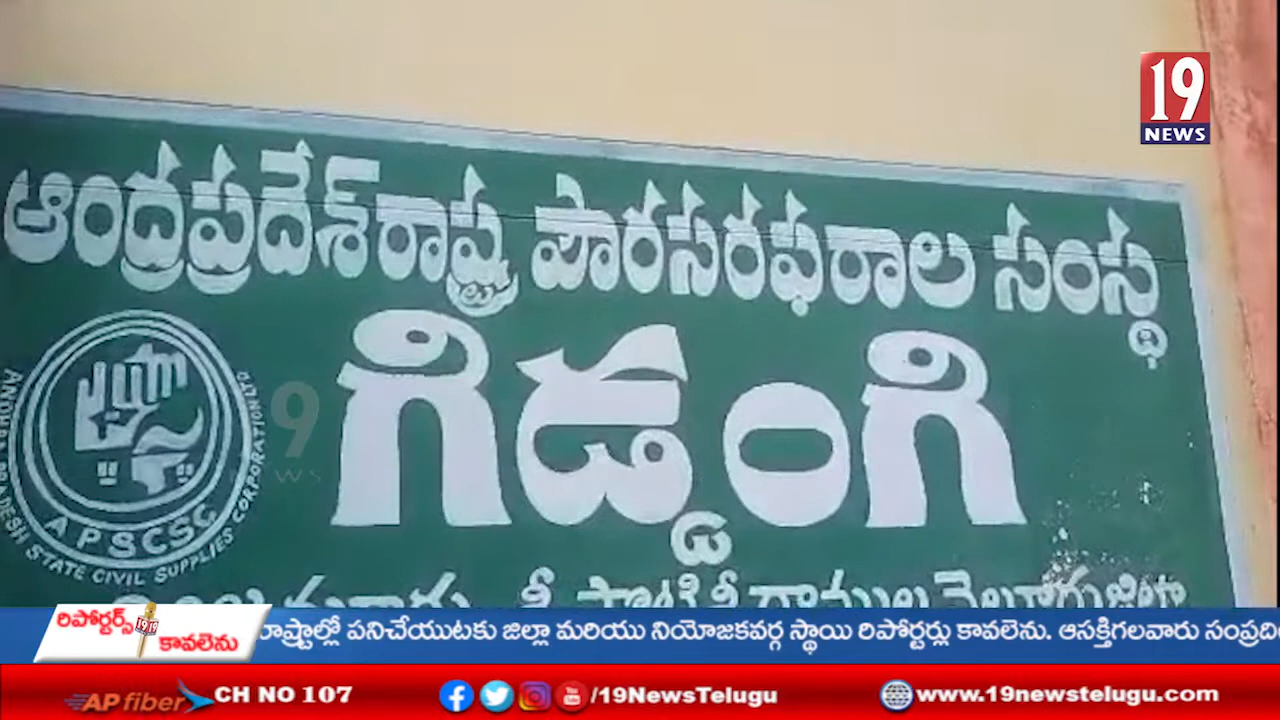 19
NEWS
ఆంధ్రప్రదేశ్ రాష్ట్ర పౌరసరఫరాల సంస్థ
గిడ్డంగి
APSCSC
ANDHRA PRADESH STATE CIVIL SUPPLIES CORPORATION LTD
శ్రీ పొట్టి శ్రీరాములు నెల్లూరు జిల్లా
రిపోర్టర్స్
కావలెను
పనిచేయుటకు జిల్లా మరియు నియోజకవర్గ స్థాయి రిపోర్టర్లు కావలెను. ఆసక్తిగలవారు
AP fiber CH NO 107 /19NewsTelugu www.19newstelugu.com